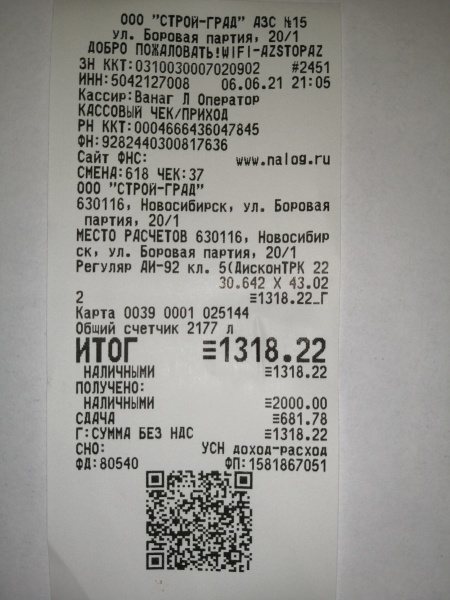 ООО "СТРОЙ-ГРАД" АЗС №15
ул. Боровая партия, 20/1
ДОБРО ПОЖАЛОВАТЬ!WIFI-AZSTOPAZ
ЗН ККТ:0310030007020902 #2451
ИНН:5042127008 06.06.21 21:05
Кассир:Ванаг Л Оператор
КАССОВЫЙ ЧЕК/ПРИХОД
РН ККТ:0004666436047845
ФН:9282440300817636
Сайт ФНС: www.nalog.ru
СМЕНА:618 ЧЕК:37
ООО "СТРОЙ-ГРАД"
630116, Новосибирск, ул. Боровая
партия, 20/1
МЕСТО РАСЧЕТОВ 630116, Новосибир
ск, ул. Боровая партия, 20/1
Регуляр АИ-92 кл. 5(ДисконТРК 22
30.642 X 43.02
2 ≡1318.22_Г
Карта 0039 0001 025144
Общий счетчик 2177 л
ИТОГ ≡1318.22
НАЛИЧНЫМИ ≡1318.22
ПОЛУЧЕНО:
НАЛИЧНЫМИ ≡2000.00
СДАЧА ≡681.78
Г:СУММА БЕЗ НДС ≡1318.22
СНО: УСН доход-расход
ФД:80540 ФП:1581867051